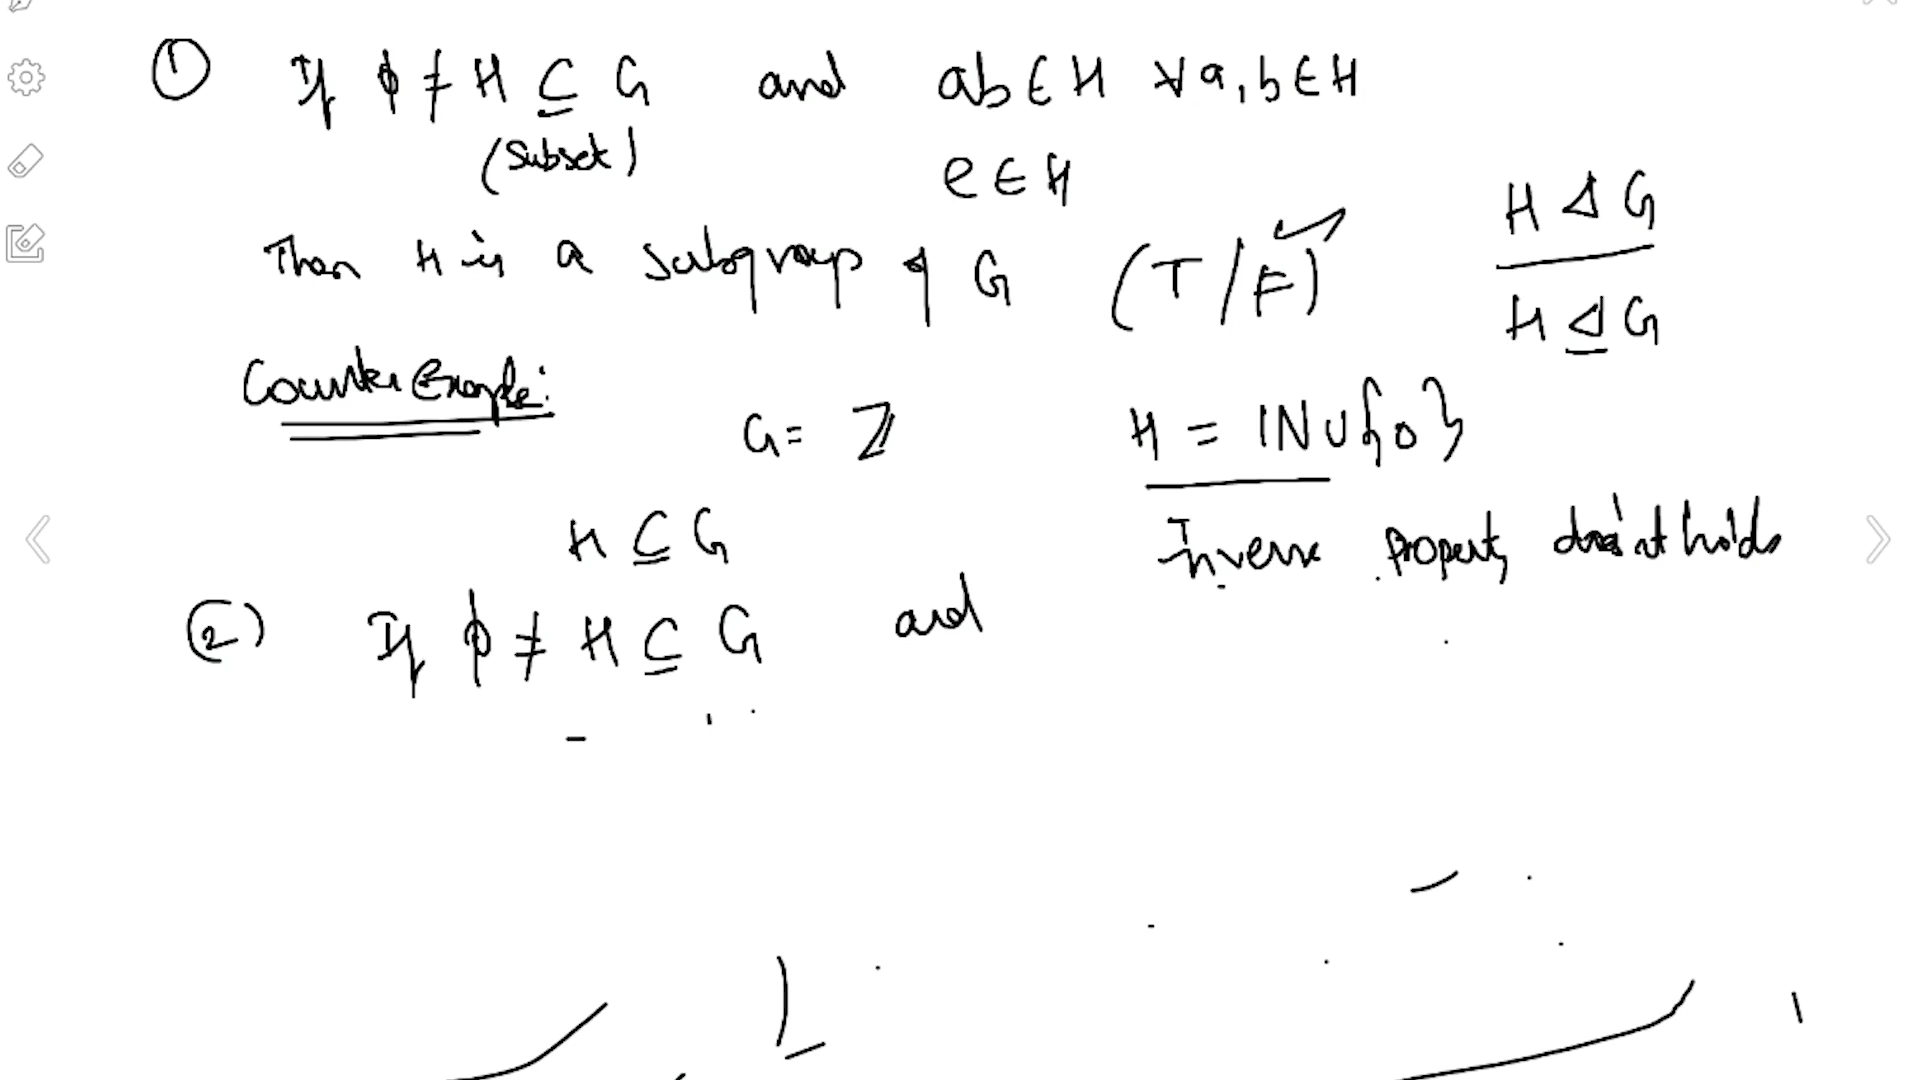 ① If ϕ ≠ H ⊆ G and ab ∈ H ∀ a, b ∈ H
(Subset) e ∈ H
Then H is a subgroup of G (T/F) ✓
H ⊲ G
H ⊴ G
Counter Example:
G = ℤ H = ℕ ∪ {0}
H ⊆ G Inverse Property doesn't holds
② If ϕ ≠ H ⊆ G and